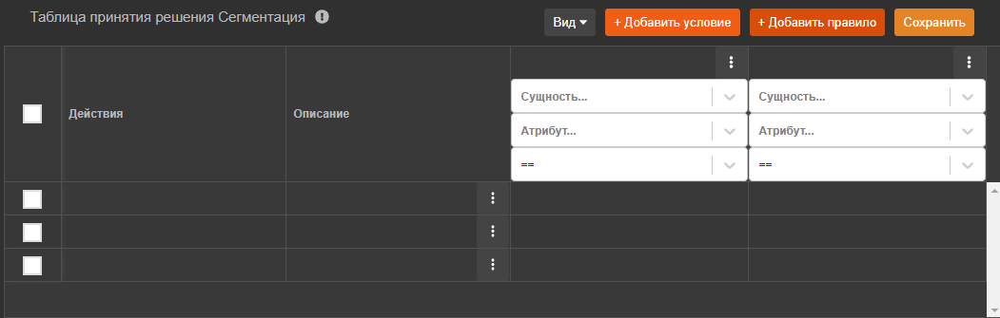 Таблица принятия решения Сегментация
Вид
+ Добавить условие
+ Добавить правило
Сохранить
Действия
Описание
Сущность...
Атрибут...
==
Сущность...
Атрибут...
==